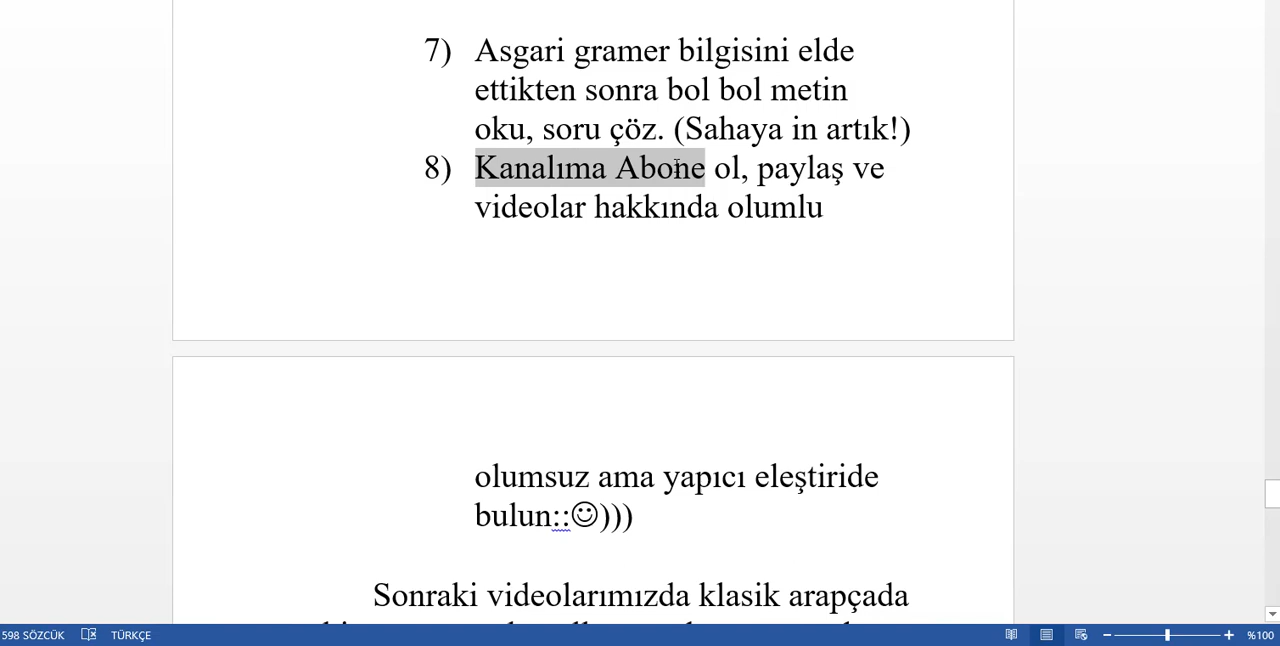 7) Asgari gramer bilgisini elde
ettikten sonra bol bol metin
oku, soru çöz. (Sahaya in artık!)
8) Kanalıma Abone ol, paylaş ve
videolar hakkında olumlu
olumsuz ama yapıcı eleştiride
bulun::☺)))
Sonraki videolarımızda klasik arapçada
598 SÖZCÜK TÜRKÇE %100